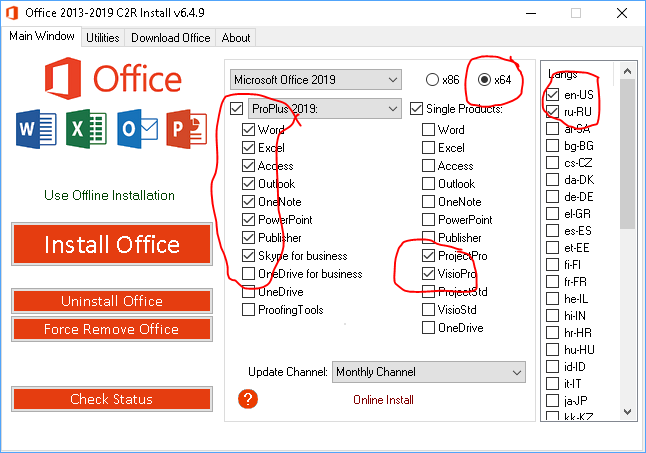 Office 2013-2019 C2R Install v6.4.9
Main Window Utilities Download Office About
Office
W X O P
Use Offline Installation
Install Office
Uninstall Office
Force Remove Office
Check Status
Microsoft Office 2019
x86 x64
ProPlus 2019:
Word
Excel
Access
Outlook
OneNote
PowerPoint
Publisher
Skype for business
OneDrive for business
OneDrive
ProofingTools
Single Products:
Word
Excel
Access
Outlook
OneNote
PowerPoint
Publisher
ProjectPro
VisioPro
ProjectStd
VisioStd
OneDrive
Update Channel: Monthly Channel
? Online Install
Langs
en-US
ru-RU
ar-SA
bg-BG
cs-CZ
da-DK
de-DE
el-GR
es-ES
et-EE
fi-FI
fr-FR
he-IL
hi-IN
hr-HR
hu-HU
id-ID
it-IT
ja-JP
kk-KZ